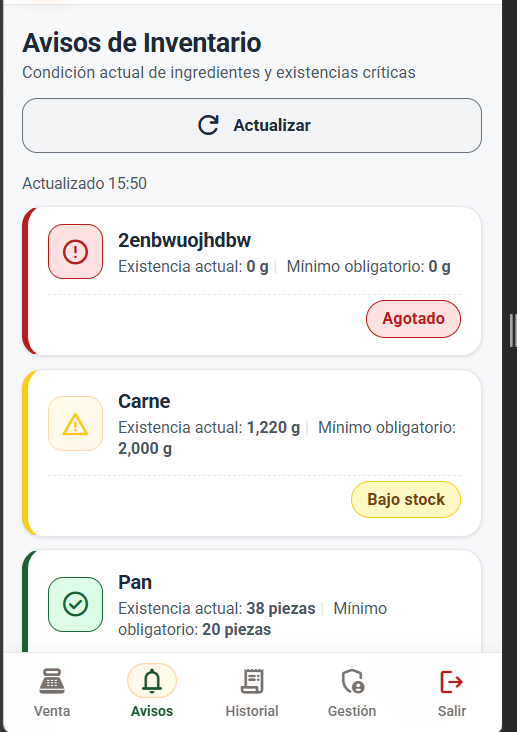 Avisos de Inventario
Condición actual de ingredientes y existencias críticas
Actualizar
Actualizado 15:50
2enbwuojhdbw
Existencia actual: 0 g | Mínimo obligatorio: 0 g
Agotado
Carne
Existencia actual: 1,220 g | Mínimo obligatorio:
2,000 g
Bajo stock
Pan
Existencia actual: 38 piezas | Mínimo
obligatorio: 20 piezas
Venta
Avisos
Historial
Gestión
Salir